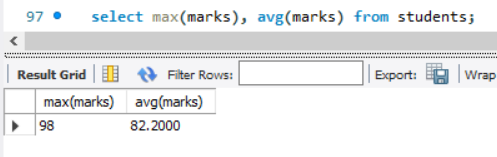 97 select max(marks), avg(marks) from students;
Result Grid Filter Rows: Export: Wrap
max(marks) avg(marks)
98 82.2000